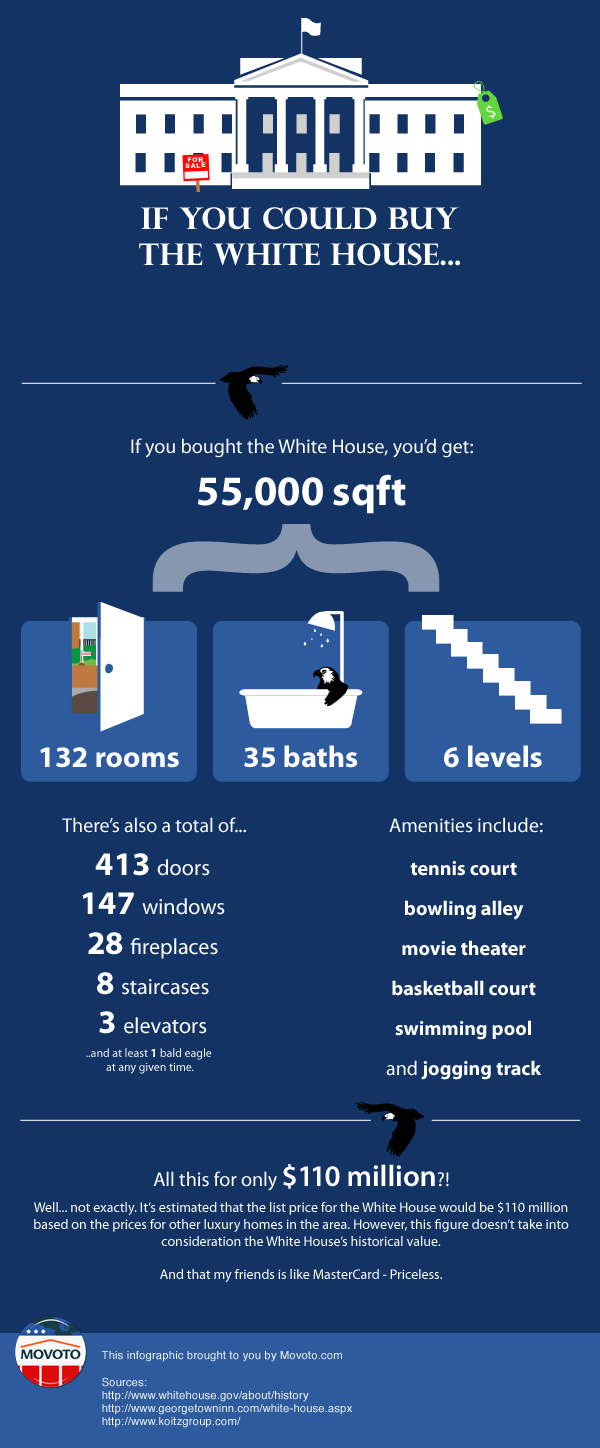 $
FOR
SALE
IF YOU COULD BUY
THE WHITE HOUSE...
If you bought the White House, you’d get:
55,000 sqft
132 rooms
35 baths
6 levels
There’s also a total of...
413 doors
147 windows
28 fireplaces
8 staircases
3 elevators
..and at least 1 bald eagle
at any given time.
Amenities include:
tennis court
bowling alley
movie theater
basketball court
swimming pool
and jogging track
All this for only $110 million?!
Well... not exactly. It’s estimated that the list price for the White House would be $110 million
based on the prices for other luxury homes in the area. However, this figure doesn’t take into
consideration the White House’s historical value.
And that my friends is like MasterCard - Priceless.
MOVOTO
This infographic brought to you by Movoto.com
Sources:
http://www.whitehouse.gov/about/history
http://www.georgetowninn.com/white-house.aspx
http://www.koitzgroup.com/